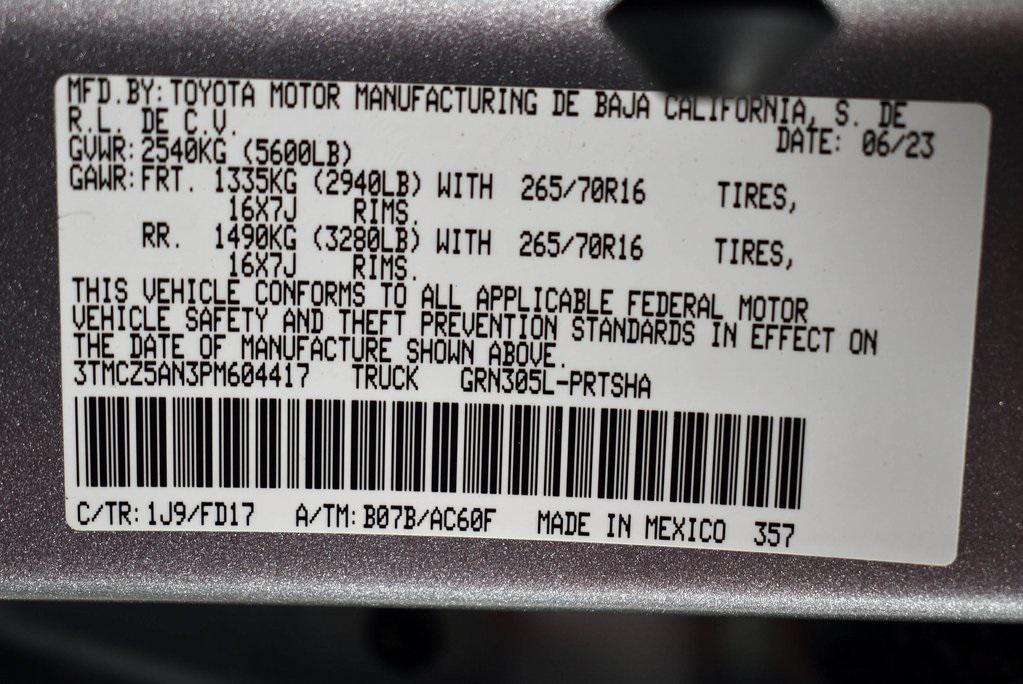 MFD.BY: TOYOTA MOTOR MANUFACTURING DE BAJA CALIFORNIA, S. DE
R.L. DE C.V. DATE: 06/23
GVWR: 2540KG (5600LB)
GAWR: FRT. 1335KG (2940LB) WITH 265/70R16 TIRES,
16X7J RIMS.
RR. 1490KG (3280LB) WITH 265/70R16 TIRES,
16X7J RIMS.
THIS VEHICLE CONFORMS TO ALL APPLICABLE FEDERAL MOTOR
VEHICLE SAFETY AND THEFT PREVENTION STANDARDS IN EFFECT ON
THE DATE OF MANUFACTURE SHOWN ABOVE.
3TMCZ5AN3PM604417 TRUCK GRN305L-PRTSHA
C/TR: 1J9/FD17 A/TM: B07B/AC60F MADE IN MEXICO 357